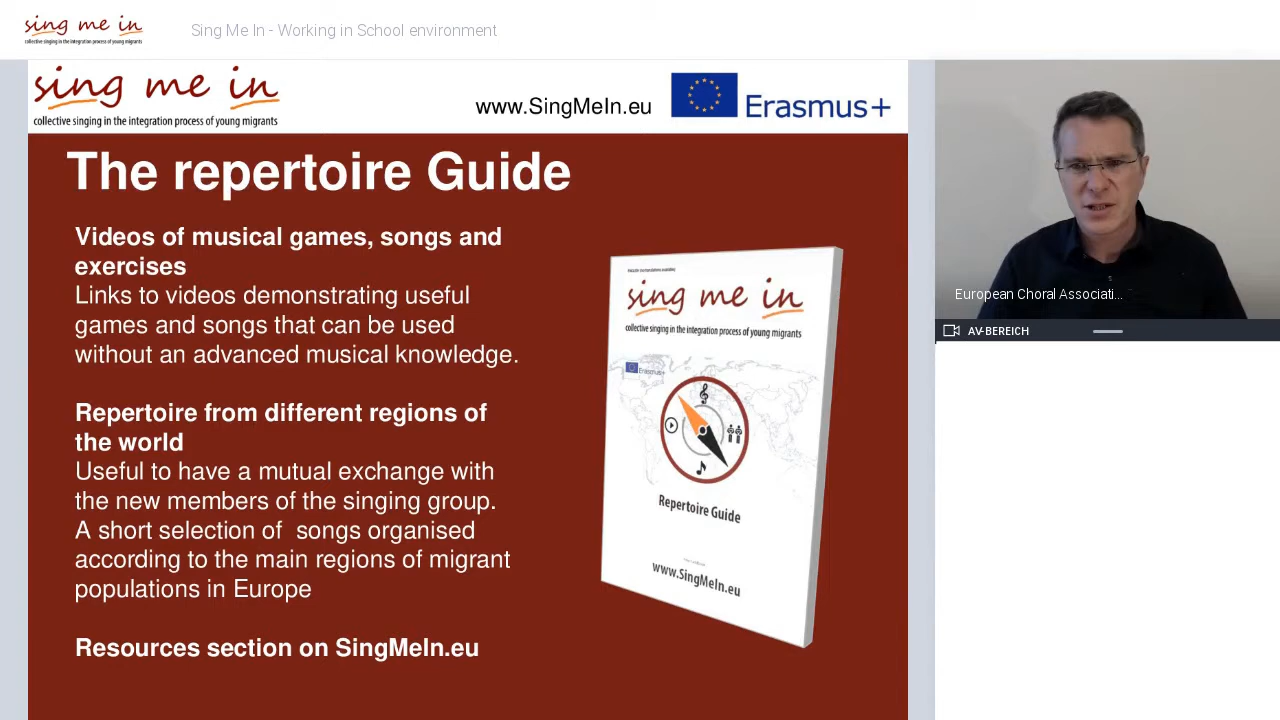 sing me in
collective singing in the integration process of young migrants
Sing Me In - Working in School environment
sing me in
collective singing in the integration process of young migrants
www.SingMeIn.eu
Erasmus+
The repertoire Guide
Videos of musical games, songs and
exercises
Links to videos demonstrating useful
games and songs that can be used
without an advanced musical knowledge.
Repertoire from different regions of
the world
Useful to have a mutual exchange with
the new members of the singing group.
A short selection of songs organised
according to the main regions of migrant
populations in Europe
Resources section on SingMeIn.eu
sing me in
collective singing in the integration process of young migrants
Erasmus+
Repertoire Guide
www.SingMeIn.eu
European Choral Associati...
AV-BEREICH